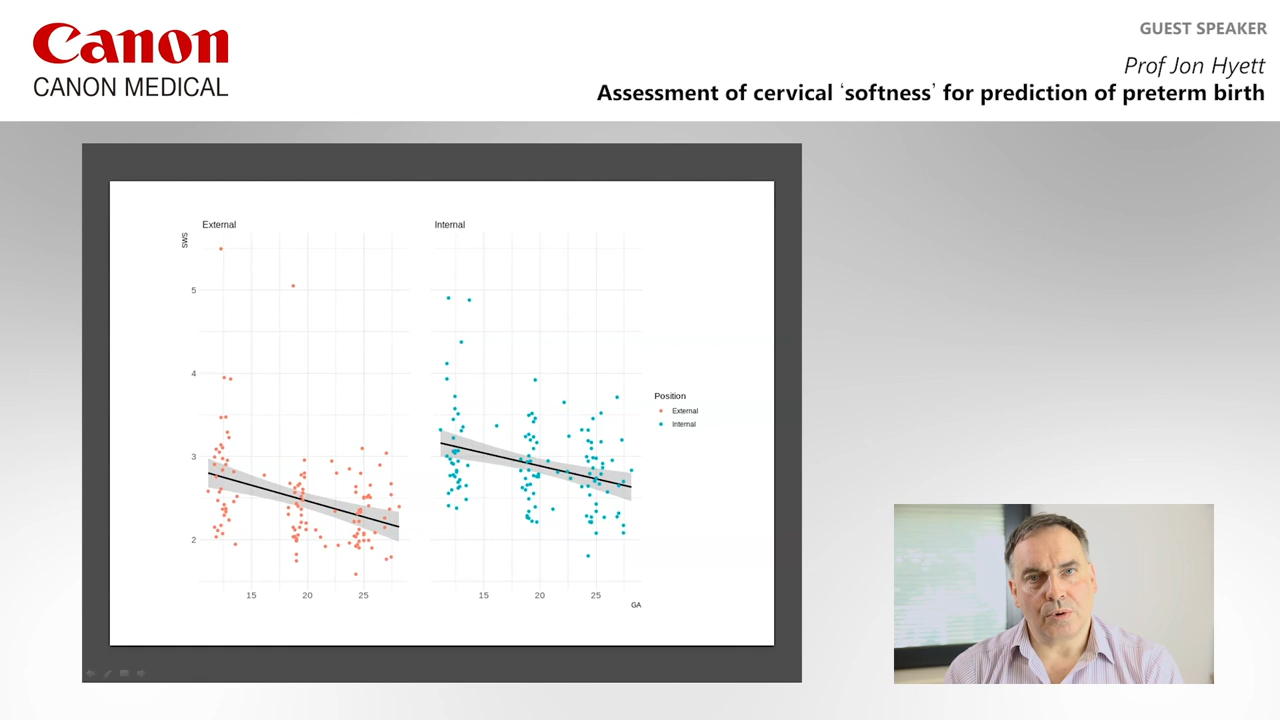 Canon
CANON MEDICAL
GUEST SPEAKER
Prof Jon Hyett
Assessment of cervical ‘softness’ for prediction of preterm birth
External
Internal
SWS
5
4
3
2
15
20
25
15
20
25
GA
Position
External
Internal